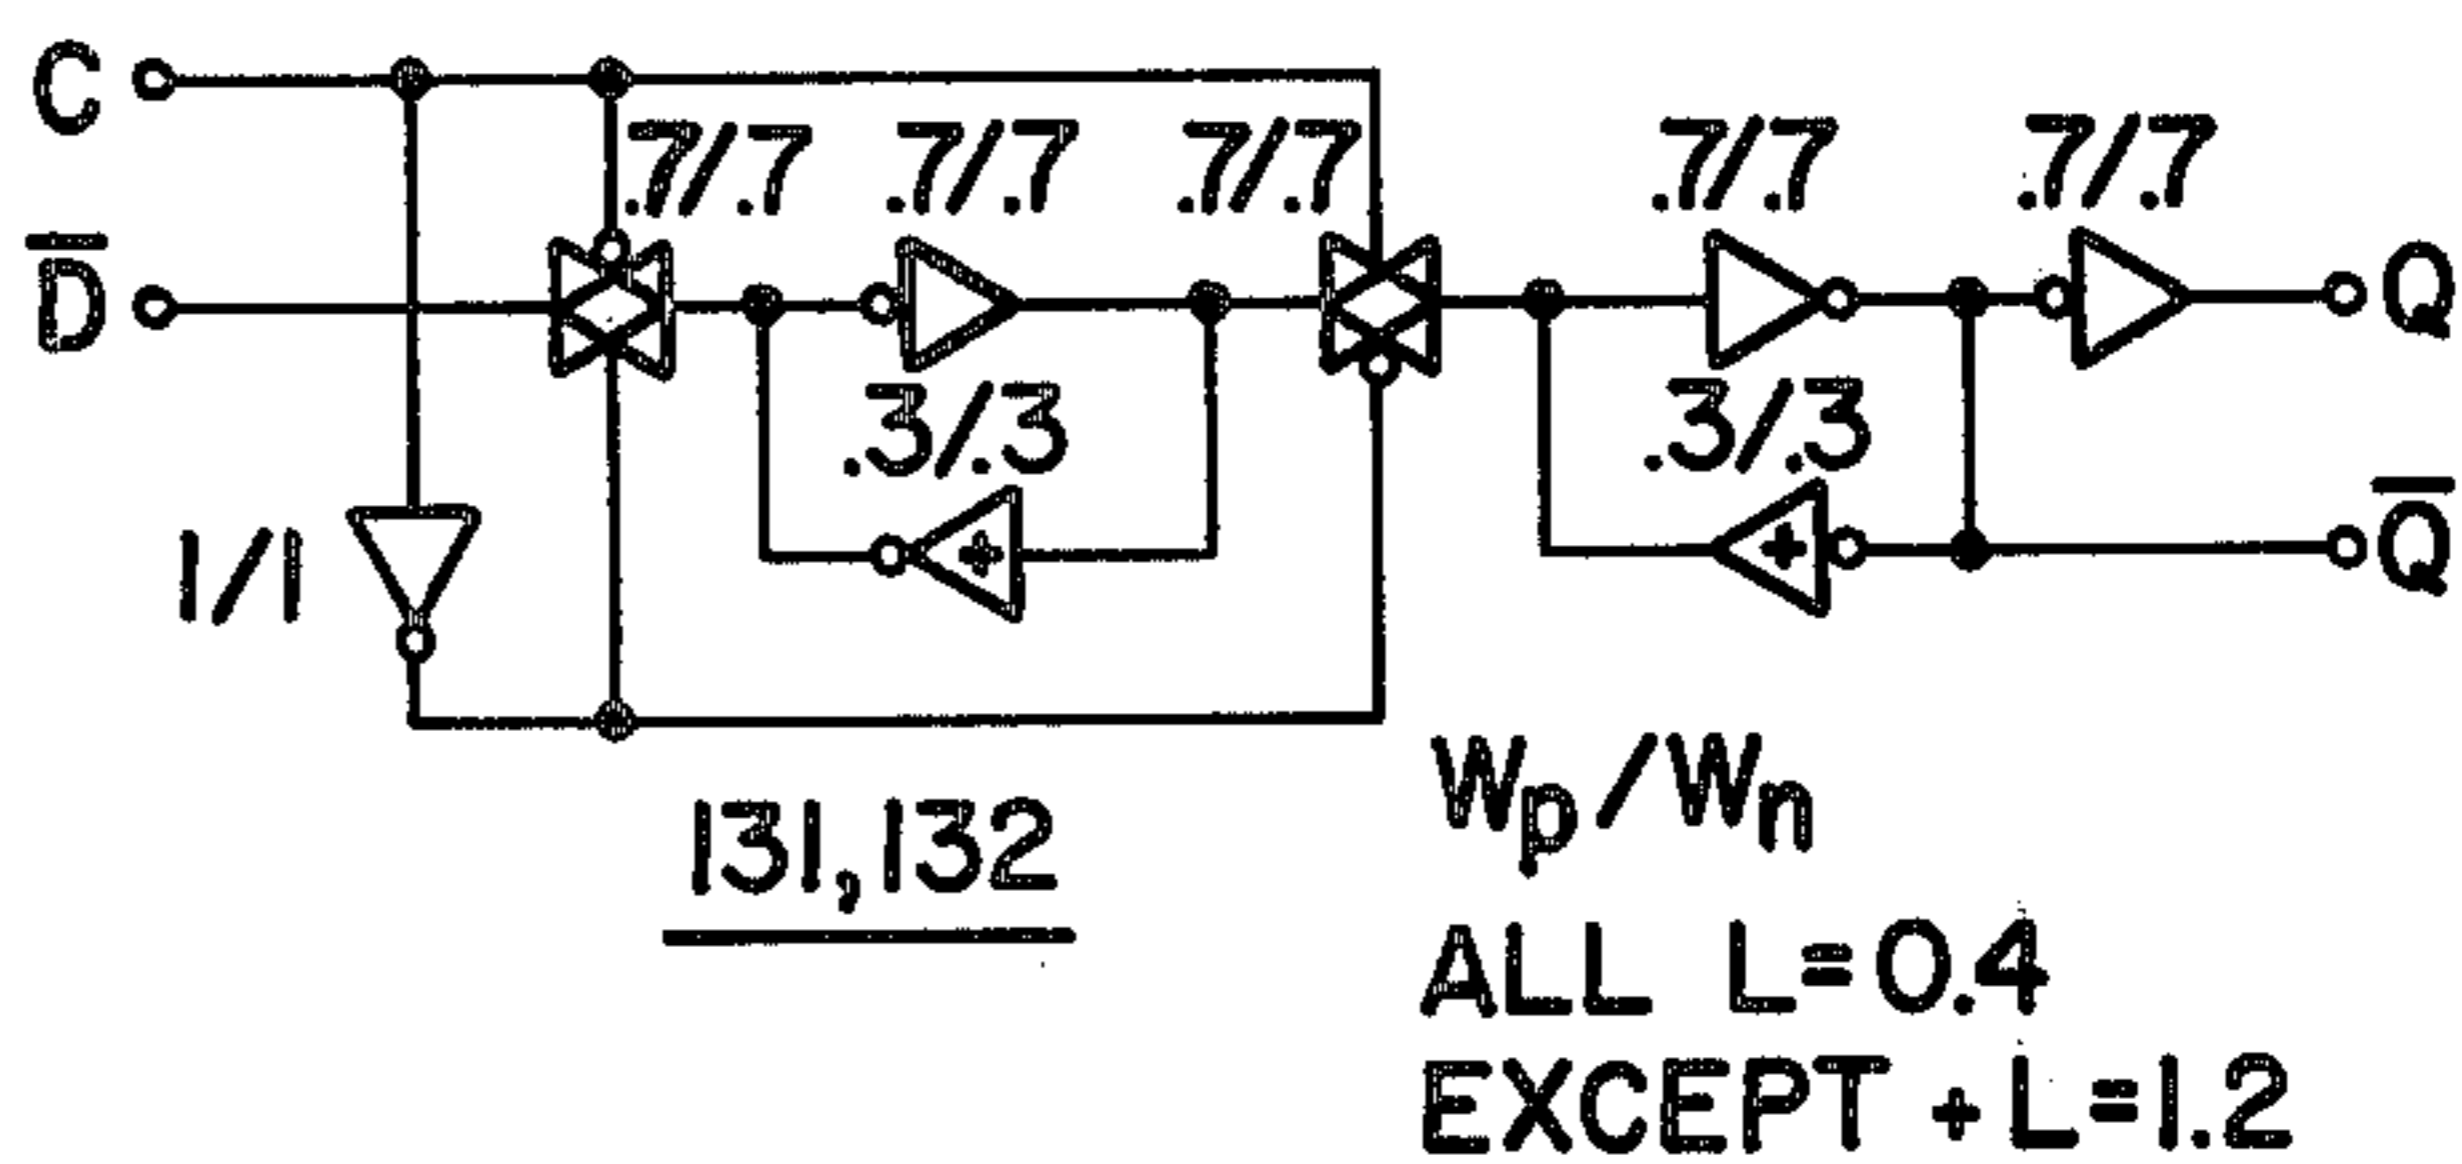 C
.7/.7 .7/.7 .7/.7 .7/.7 .7/.7
D̅
Q
.3/.3 .3/.3
1/1
Q̅
131,132
Wp/Wn
ALL L=0.4
EXCEPT + L=1.2